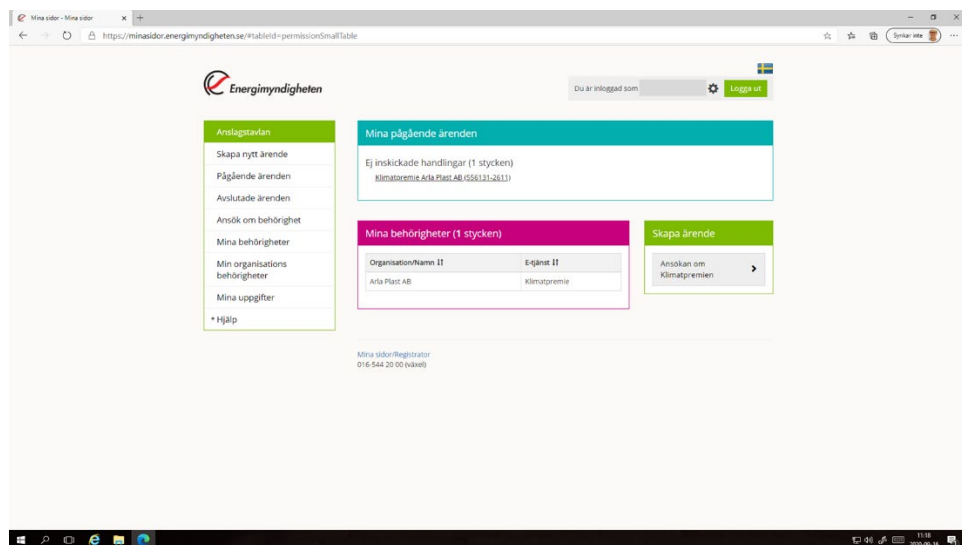 Mina sidor - Mina sidor
https://minasidor.energimyndigheten.se/#tableId=permissionSmallTable
Synkar inte
Energimyndigheten
Du är inloggad som
Logga ut
Anslagstavlan
Skapa nytt ärende
Pågående ärenden
Avslutade ärenden
Ansök om behörighet
Mina behörigheter
Min organisations
behörigheter
Mina uppgifter
* Hjälp
Mina pågående ärenden
Ej inskickade handlingar (1 stycken)
Klimatpremie Arla Plast AB (556131-2611)
Mina behörigheter (1 stycken)
Organisation/Namn
E-tjänst
Arla Plast AB
Klimatpremie
Skapa ärende
Ansökan om
Klimatpremien
Mina sidor/Registrator
016-544 20 00 (växel)
11:18
2020-09-16